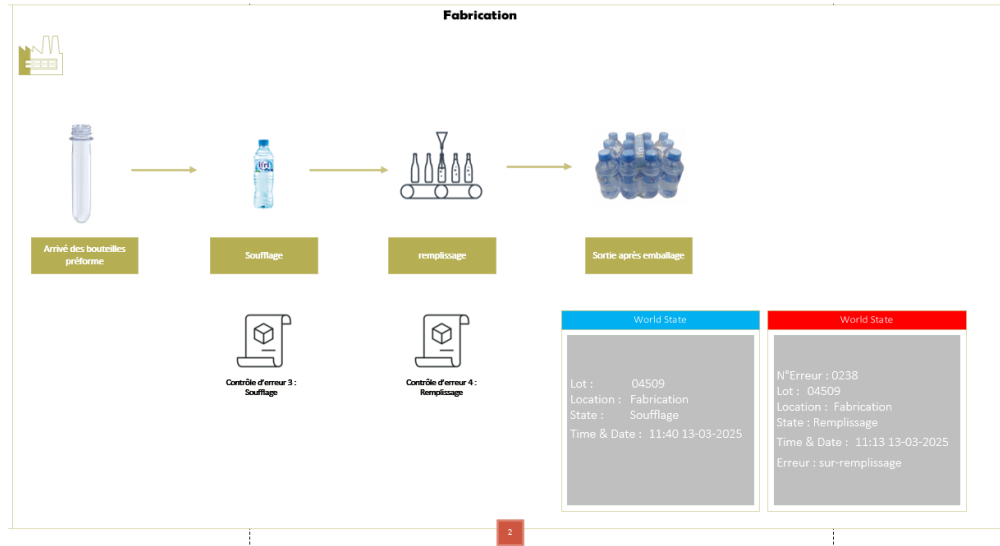 Fabrication
Arrivé des bouteilles
préforme
Soufflage
remplissage
Sortie après emballage
Contrôle d'erreur 3 :
Soufflage
Contrôle d'erreur 4 :
Remplissage
World State
Lot : 04509
Location : Fabrication
State : Soufflage
Time & Date : 11:40 13-03-2025
World State
N°Erreur : 0238
Lot : 04509
Location : Fabrication
State : Remplissage
Time & Date : 11:13 13-03-2025
Erreur : sur-remplissage
2